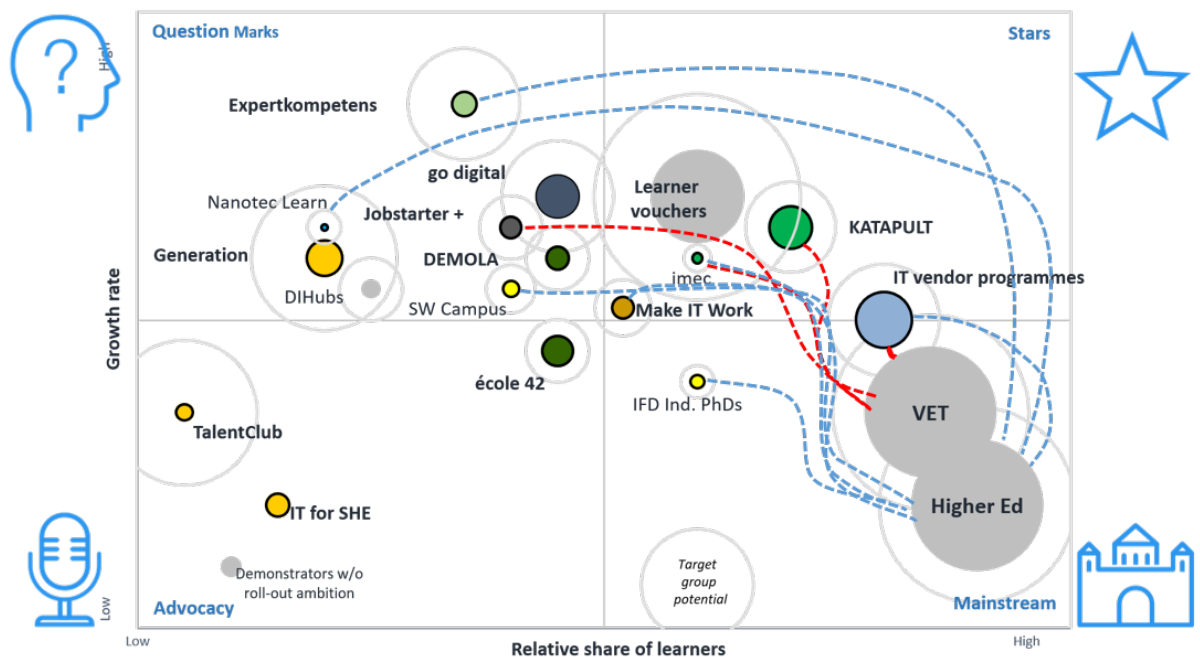 Question Marks
Stars
High
?
Expertkompetens
go digital
Learner
vouchers
Nanotec Learn
Jobstarter +
KATAPULT
Generation
DEMOLA
imec
IT vendor programmes
DIHubs
SW Campus
Make IT Work
Growth rate
école 42
IFD Ind. PhDs
VET
TalentClub
IT for SHE
Higher Ed
Demonstrators w/o
roll-out ambition
Target
group
potential
Low
Advocacy
Mainstream
Low
Relative share of learners
High